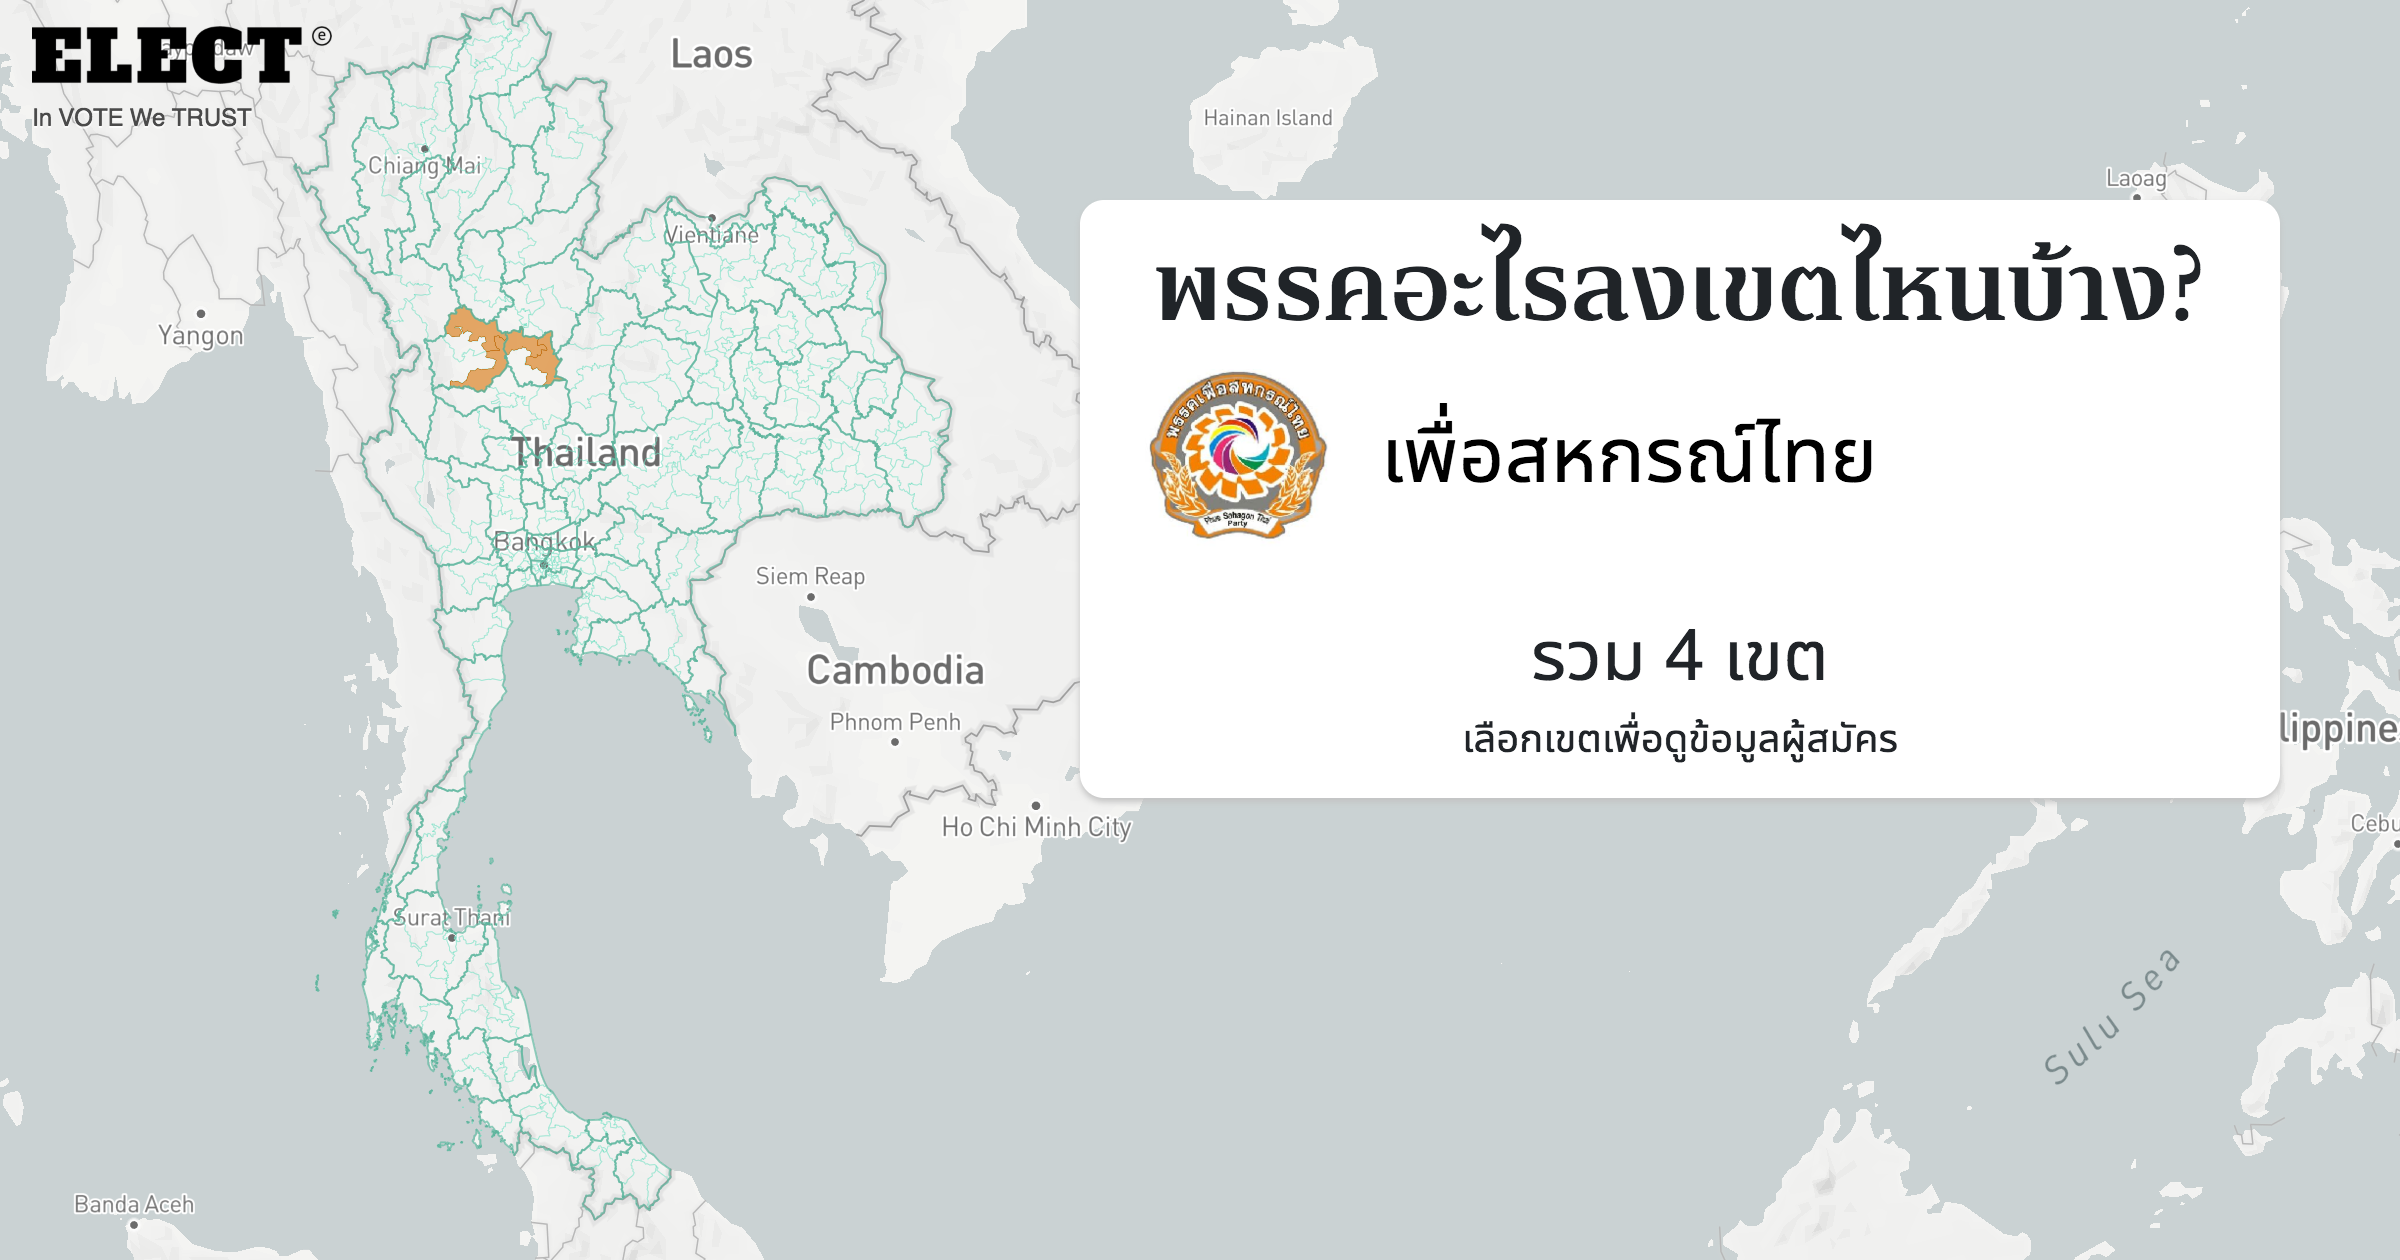 ELECT ⓔ
In VOTE We TRUST
Laos
Hainan Island
Chiang Mai
Laoag
Vientiane
Yangon
พรรคอะไรลงเขตไหนบ้าง?
พรรคเพื่อสหกรณ์ไทย
เพื่อสหกรณ์ไทย
Phue Sahagon Thai
Party
Thailand
Bangkok
Siem Reap
Cambodia
Phnom Penh
รวม 4 เขต
เลือกเขตเพื่อดูข้อมูลผู้สมัคร
lippine
Ho Chi Minh City
Cebu
Surat Thani
Sulu Sea
Banda Aceh